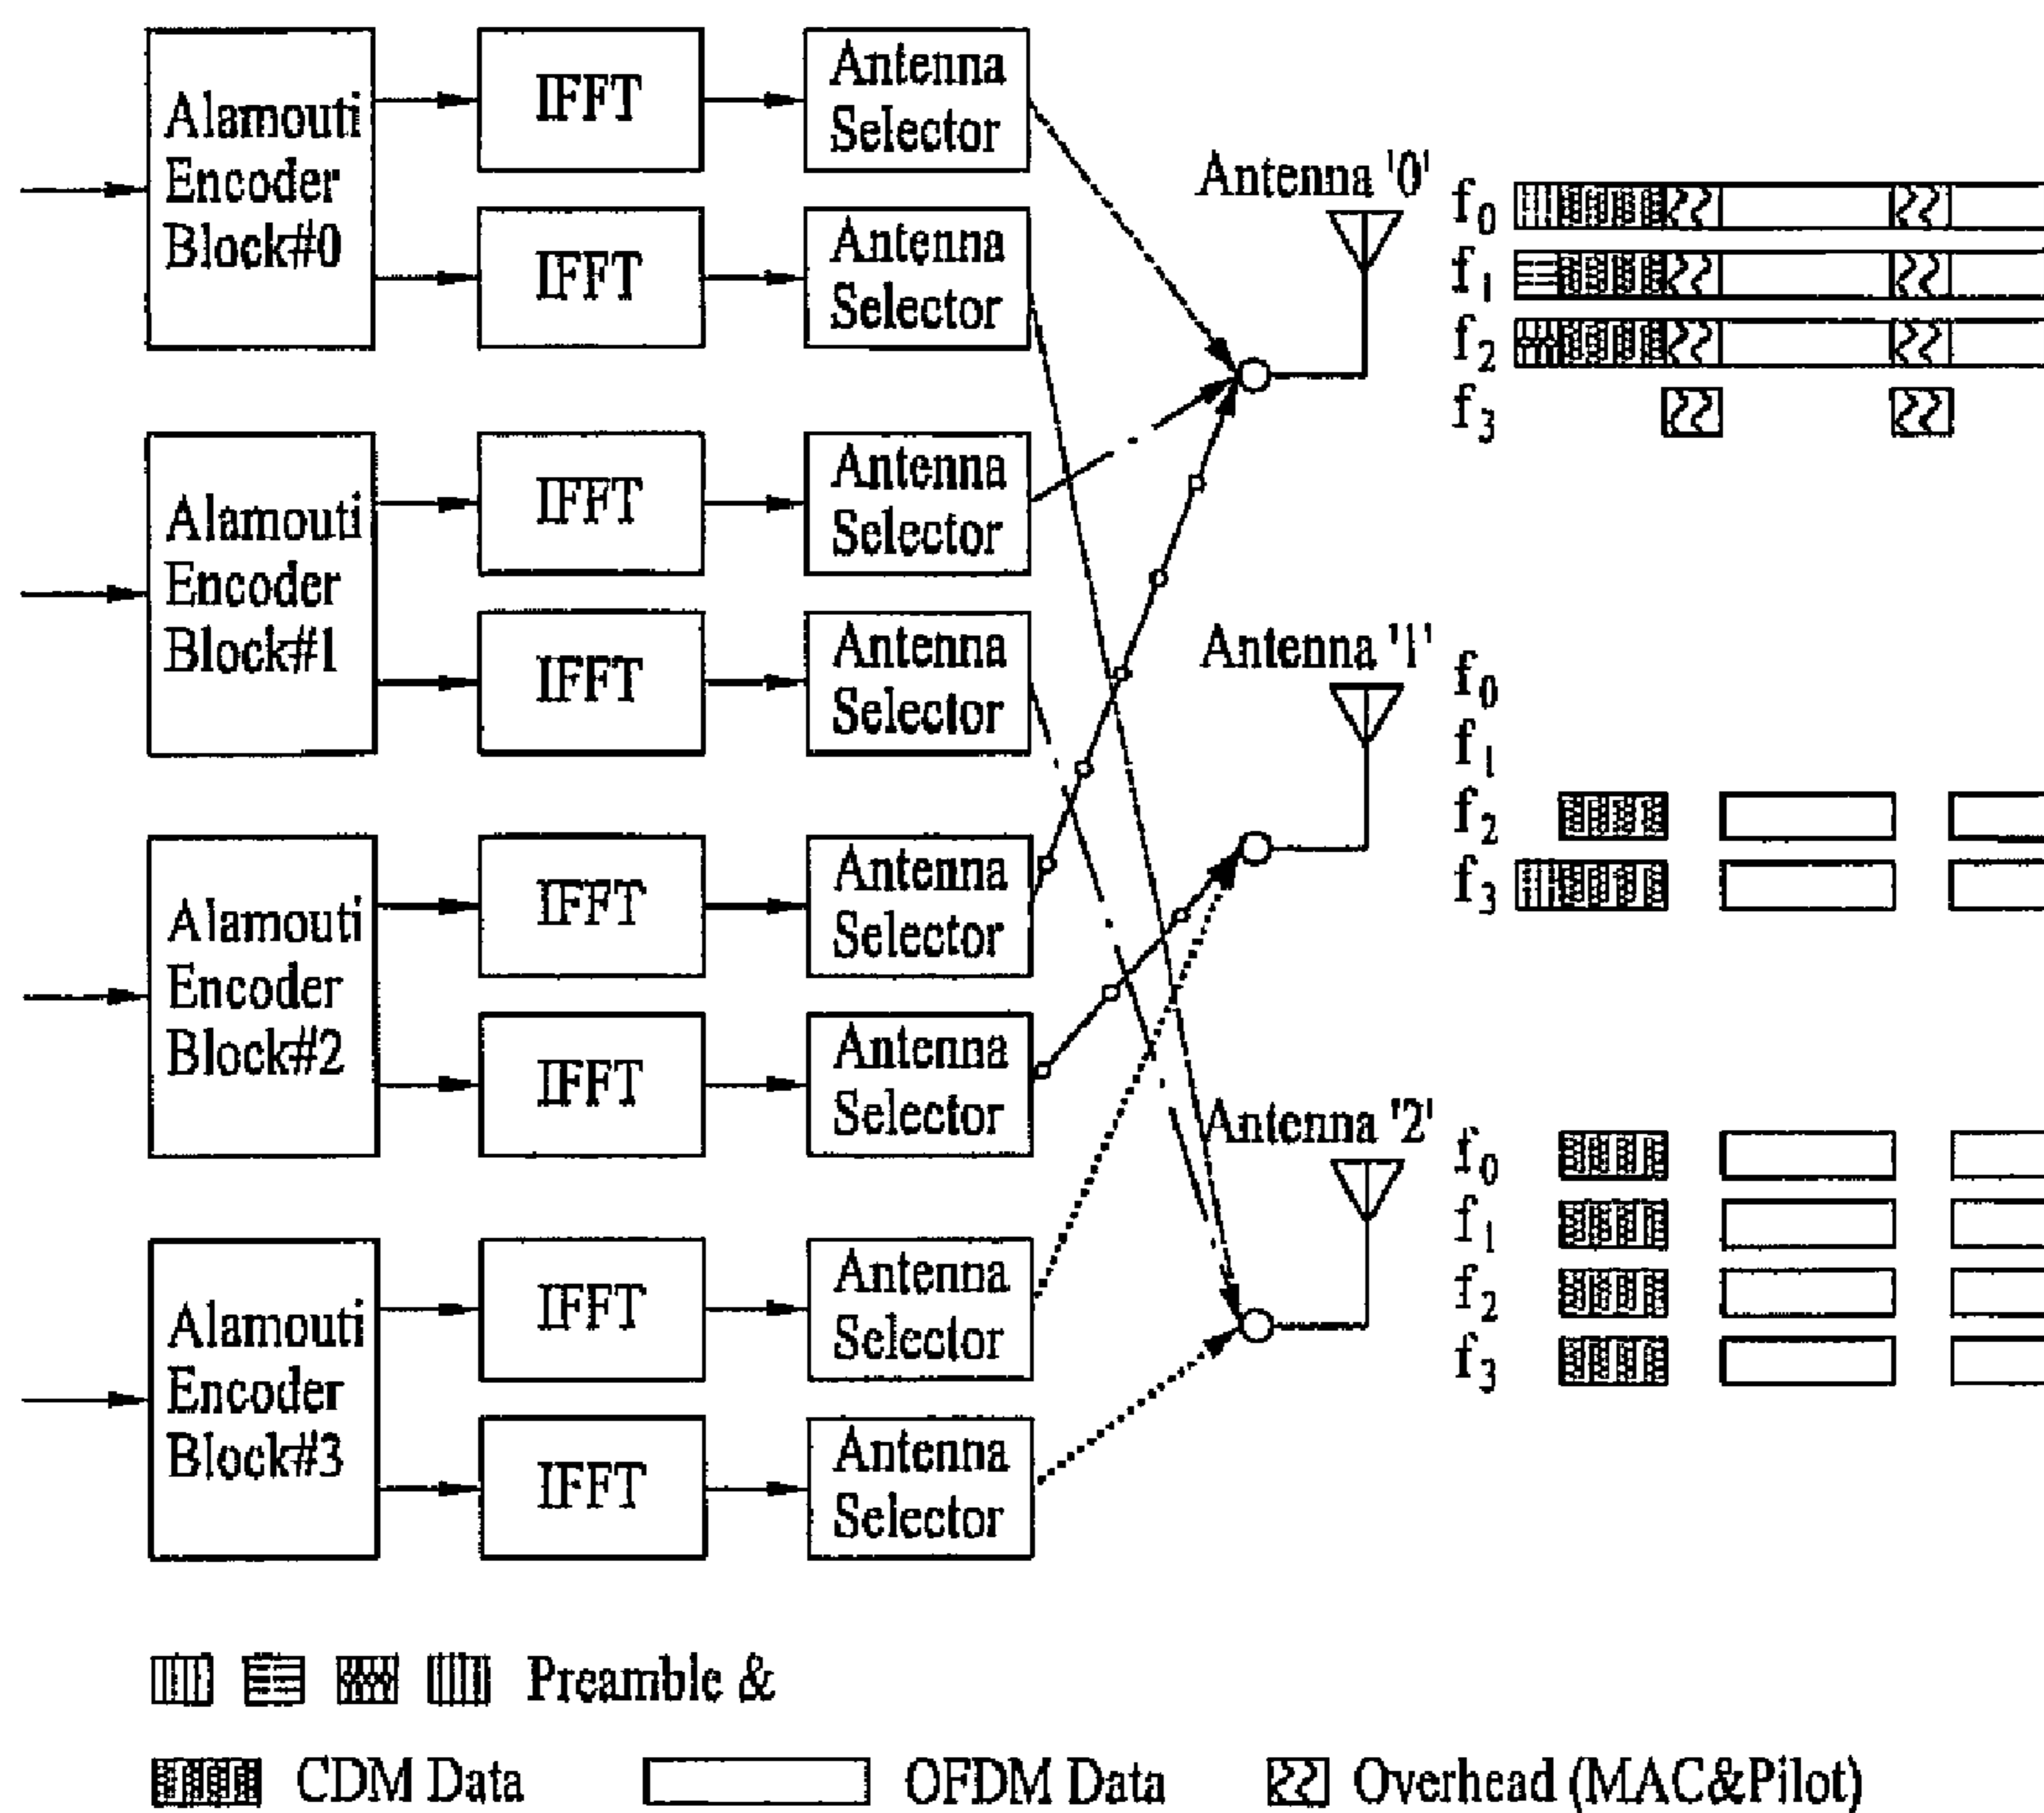 Alamouti
Encoder
Block#0
IFFT
Antenna
Selector
IFFT
Antenna
Selector
Alamouti
Encoder
Block#1
IFFT
Antenna
Selector
IFFT
Antenna
Selector
Alamouti
Encoder
Block#2
IFFT
Antenna
Selector
IFFT
Antenna
Selector
Alamouti
Encoder
Block#3
IFFT
Antenna
Selector
IFFT
Antenna
Selector
Antenna '0'
f0
f1
f2
f3
Antenna '1'
f0
f1
f2
f3
Antenna '2'
f0
f1
f2
f3
Preamble &
CDM Data
OFDM Data
Overhead (MAC&Pilot)